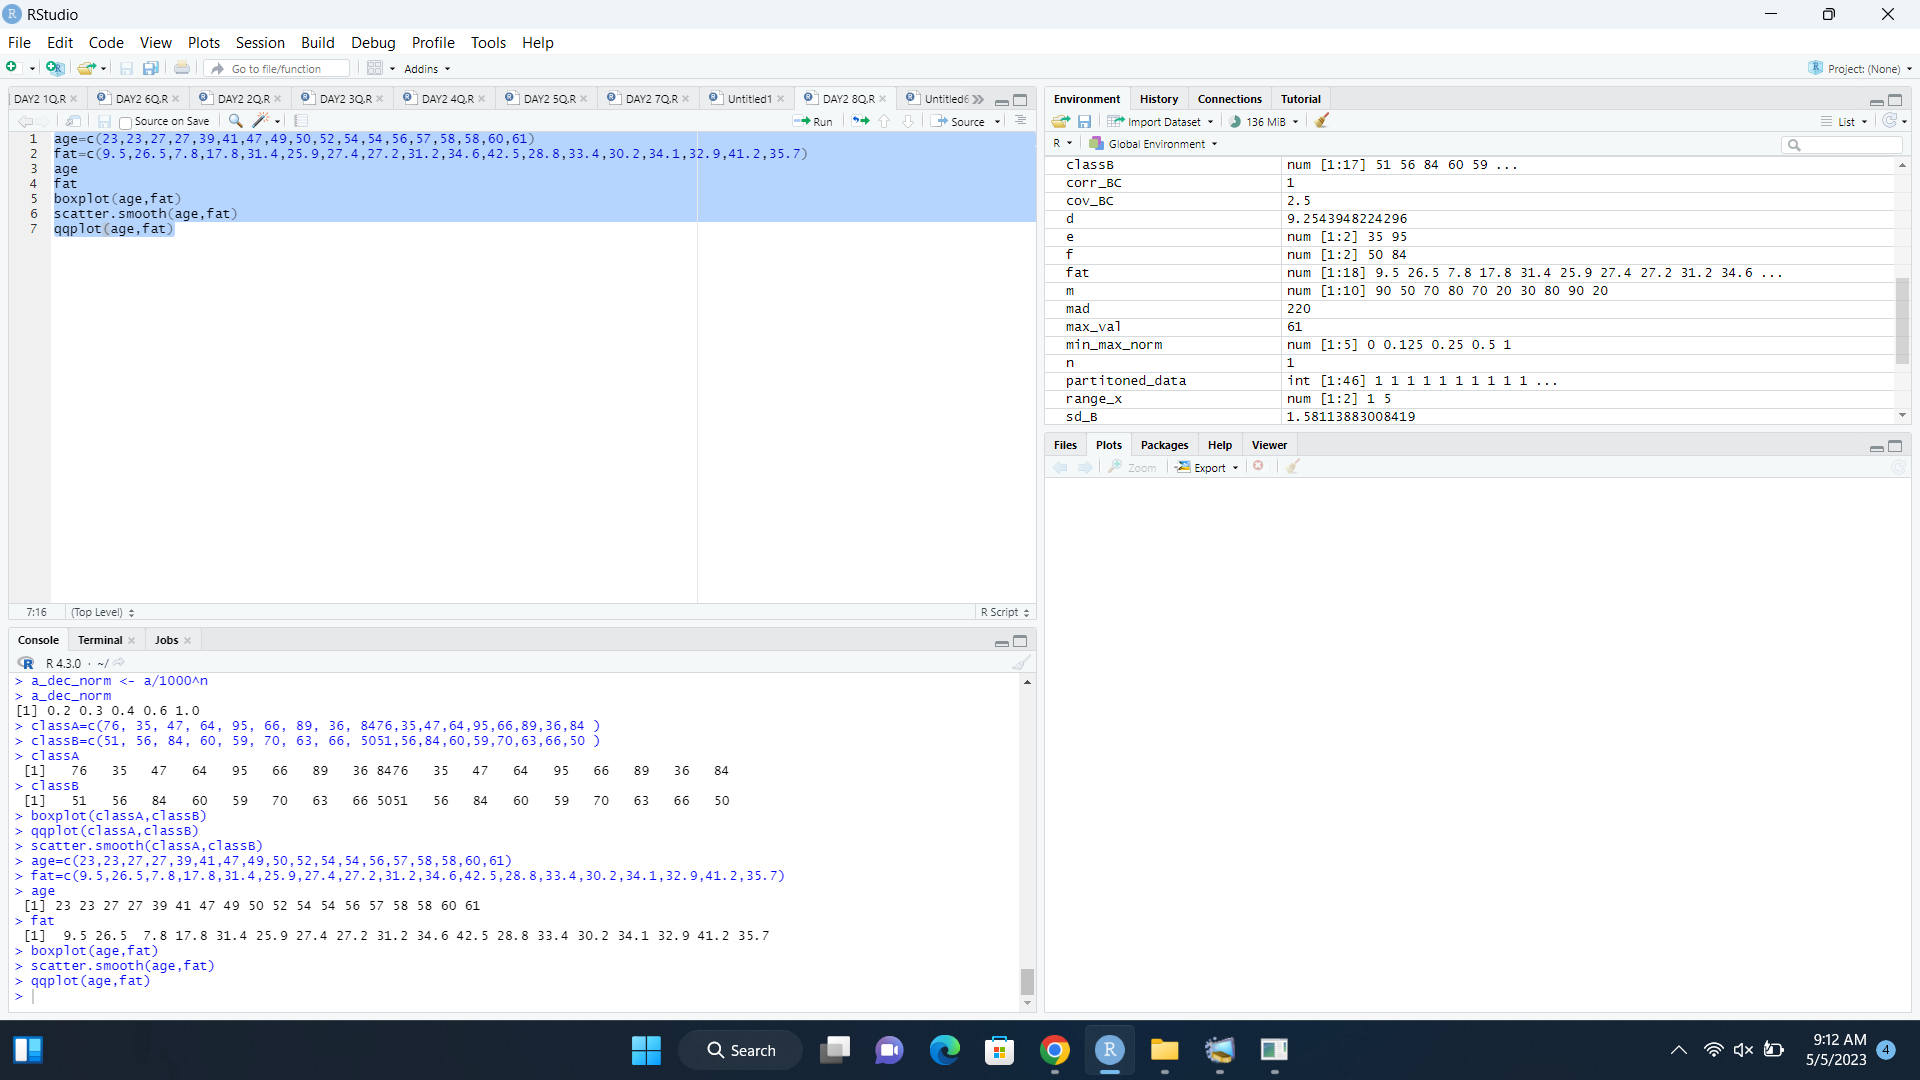 RStudio
File Edit Code View Plots Session Build Debug Profile Tools Help
Go to file/function Addins Project: (None)
DAY2 1Q.R DAY2 6Q.R DAY2 2Q.R DAY2 3Q.R DAY2 4Q.R DAY2 5Q.R DAY2 7Q.R Untitled1 DAY2 8Q.R Untitled6
Source on Save Run Source
1 age=c(23,23,27,27,39,41,47,49,50,52,54,54,56,57,58,58,60,61)
2 fat=c(9.5,26.5,7.8,17.8,31.4,25.9,27.4,27.2,31.2,34.6,42.5,28.8,33.4,30.2,34.1,32.9,41.2,35.7)
3 age
4 fat
5 boxplot(age,fat)
6 scatter.smooth(age,fat)
7 qqplot(age,fat)
7:16 (Top Level) R Script
Console Terminal Jobs
R 4.3.0 · ~/
> a_dec_norm <- a/1000^n
> a_dec_norm
[1] 0.2 0.3 0.4 0.6 1.0
> classA=c(76, 35, 47, 64, 95, 66, 89, 36, 8476,35,47,64,95,66,89,36,84 )
> classB=c(51, 56, 84, 60, 59, 70, 63, 66, 5051,56,84,60,59,70,63,66,50 )
> classA
[1] 76 35 47 64 95 66 89 36 8476 35 47 64 95 66 89 36 84
> classB
[1] 51 56 84 60 59 70 63 66 5051 56 84 60 59 70 63 66 50
> boxplot(classA,classB)
> qqplot(classA,classB)
> scatter.smooth(classA,classB)
> age=c(23,23,27,27,39,41,47,49,50,52,54,54,56,57,58,58,60,61)
> fat=c(9.5,26.5,7.8,17.8,31.4,25.9,27.4,27.2,31.2,34.6,42.5,28.8,33.4,30.2,34.1,32.9,41.2,35.7)
> age
[1] 23 23 27 27 39 41 47 49 50 52 54 54 56 57 58 58 60 61
> fat
[1] 9.5 26.5 7.8 17.8 31.4 25.9 27.4 27.2 31.2 34.6 42.5 28.8 33.4 30.2 34.1 32.9 41.2 35.7
> boxplot(age,fat)
> scatter.smooth(age,fat)
> qqplot(age,fat)
>
Environment History Connections Tutorial
Import Dataset 136 MiB List
R Global Environment
classB num [1:17] 51 56 84 60 59 ...
corr_BC 1
cov_BC 2.5
d 9.2543948224296
e num [1:2] 35 95
f num [1:2] 50 84
fat num [1:18] 9.5 26.5 7.8 17.8 31.4 25.9 27.4 27.2 31.2 34.6 ...
m num [1:10] 90 50 70 80 70 20 30 80 90 20
mad 220
max_val 61
min_max_norm num [1:5] 0 0.125 0.25 0.5 1
n 1
partitoned_data int [1:46] 1 1 1 1 1 1 1 1 1 1 ...
range_x num [1:2] 1 5
sd_B 1.58113883008419
Files Plots Packages Help Viewer
Zoom Export
Search
9:12 AM
5/5/2023 4